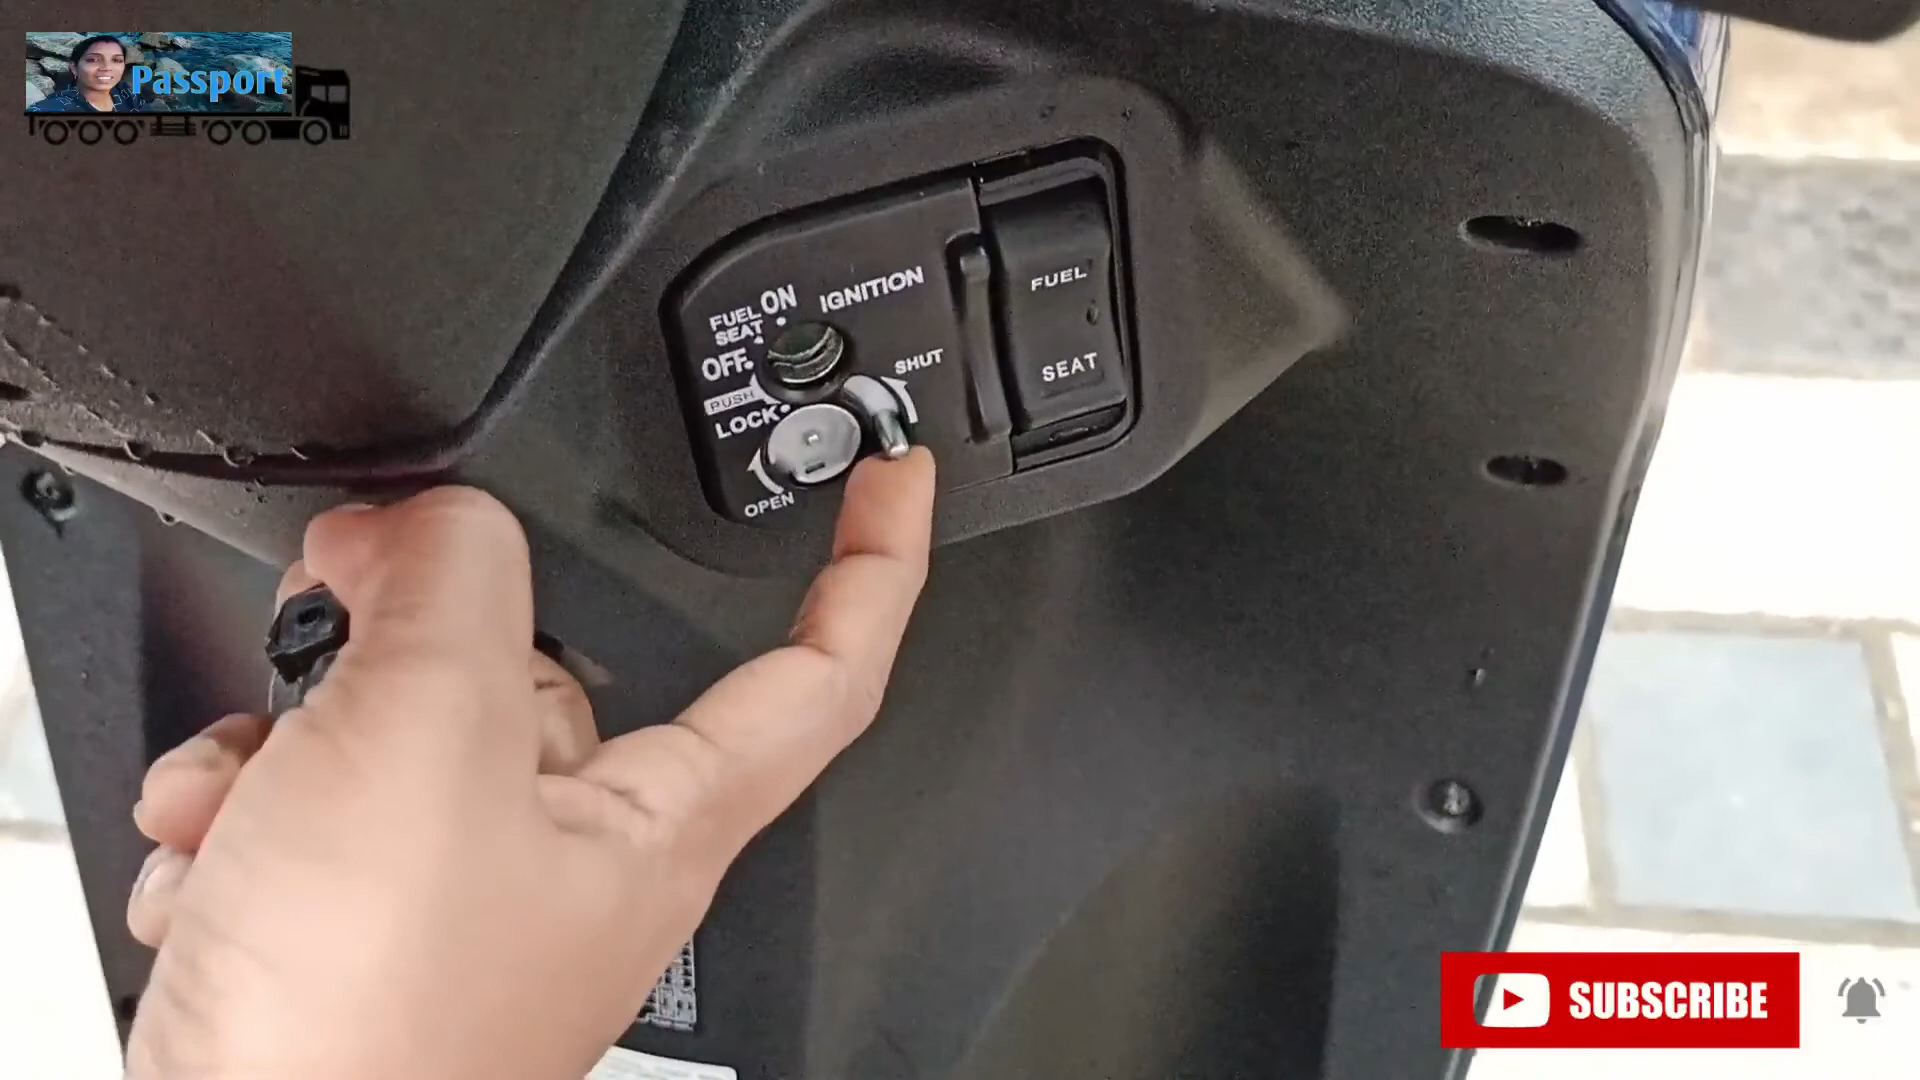 Passport
ON
IGNITION
FUEL
SEAT
OFF
PUSH
LOCK
SHUT
OPEN
FUEL
SEAT
SUBSCRIBE